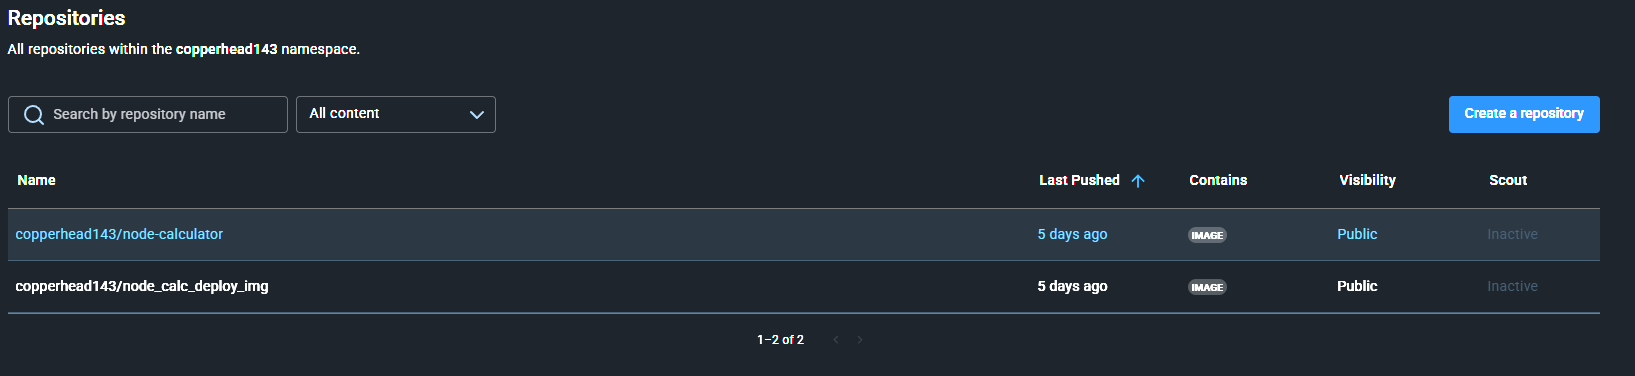 Repositories
All repositories within the copperhead143 namespace.
Search by repository name All content Create a repository
Name Last Pushed Contains Visibility Scout
copperhead143/node-calculator 5 days ago IMAGE Public Inactive
copperhead143/node_calc_deploy_img 5 days ago IMAGE Public Inactive
1–2 of 2